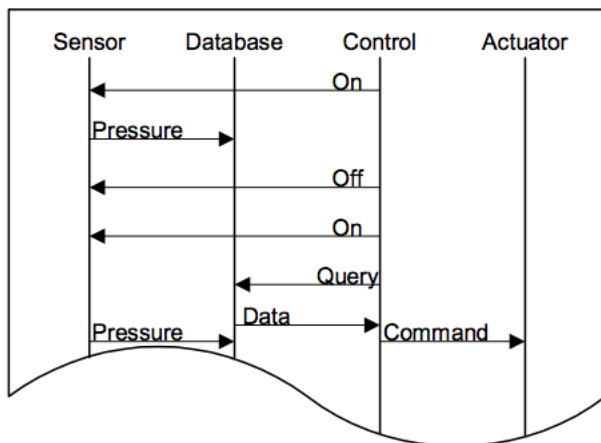 Sensor Database Control Actuator
On
Pressure
Off
On
Query
Data
Pressure Command